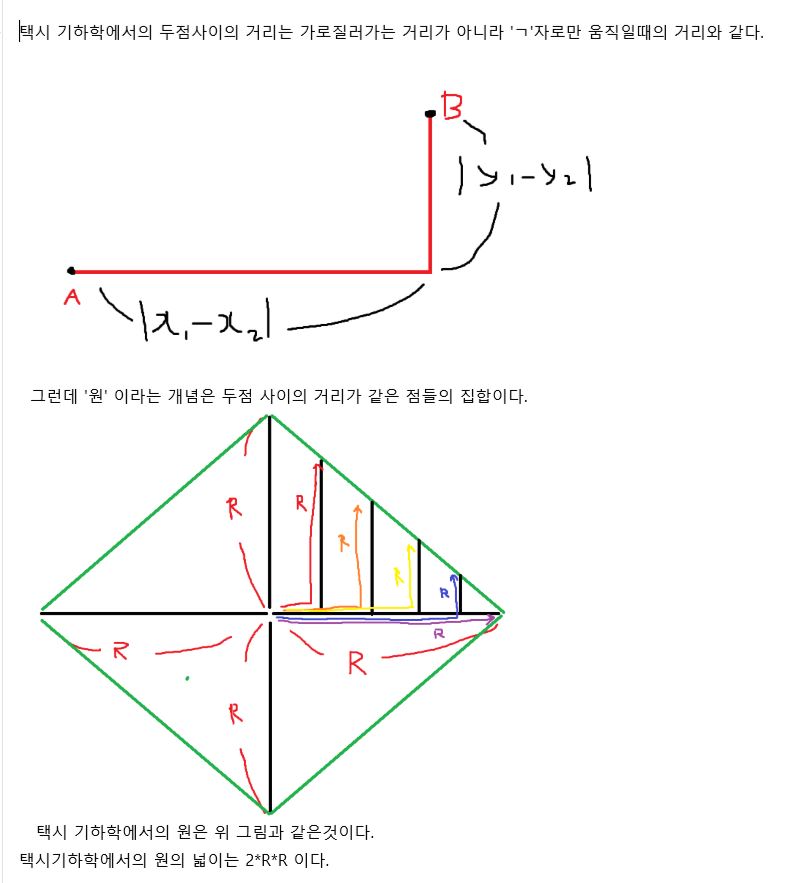 택시 기하학에서의 두점사이의 거리는 가로질러가는 거리가 아니라 'ㄱ'자로만 움직일때의 거리와 같다.
B
|y₁-y₂|
A
|x₁-x₂|
그런데 '원' 이라는 개념은 두점 사이의 거리가 같은 점들의 집합이다.
R R
R
R
R
R
R R
R
택시 기하학에서의 원은 위 그림과 같은것이다.
택시기하학에서의 원의 넓이는 2*R*R 이다.